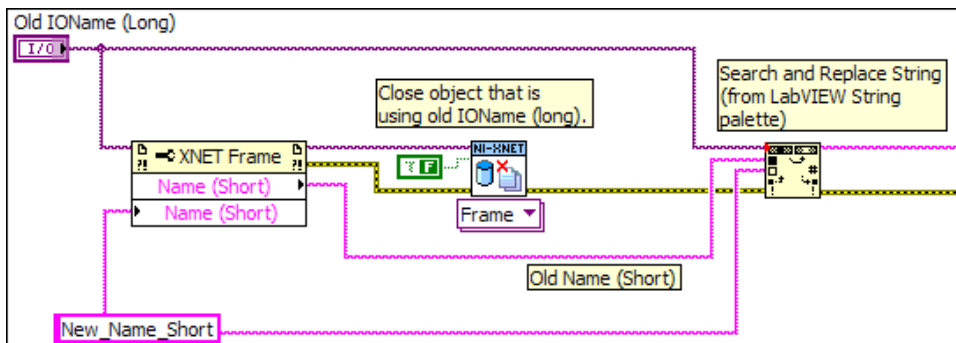 Old IOName (Long)
I/O
Search and Replace String
(from LabVIEW String
palette)
Close object that is
using old IOName (long).
XNET Frame
NI-XNET
Name (Short)
? F
Name (Short)
Frame
Old Name (Short)
New_Name_Short